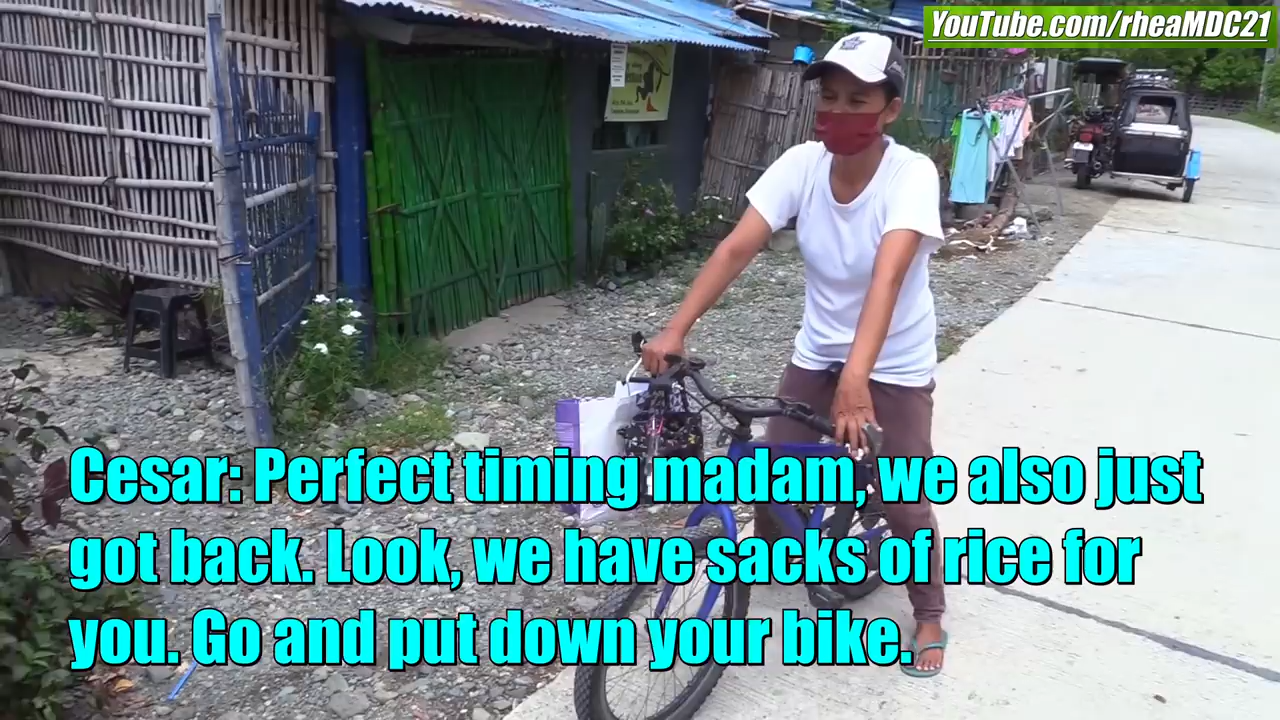 YouTube.com/rheaMDC21
Cesar: Perfect timing madam, we also just
got back. Look, we have sacks of rice for
you. Go and put down your bike.